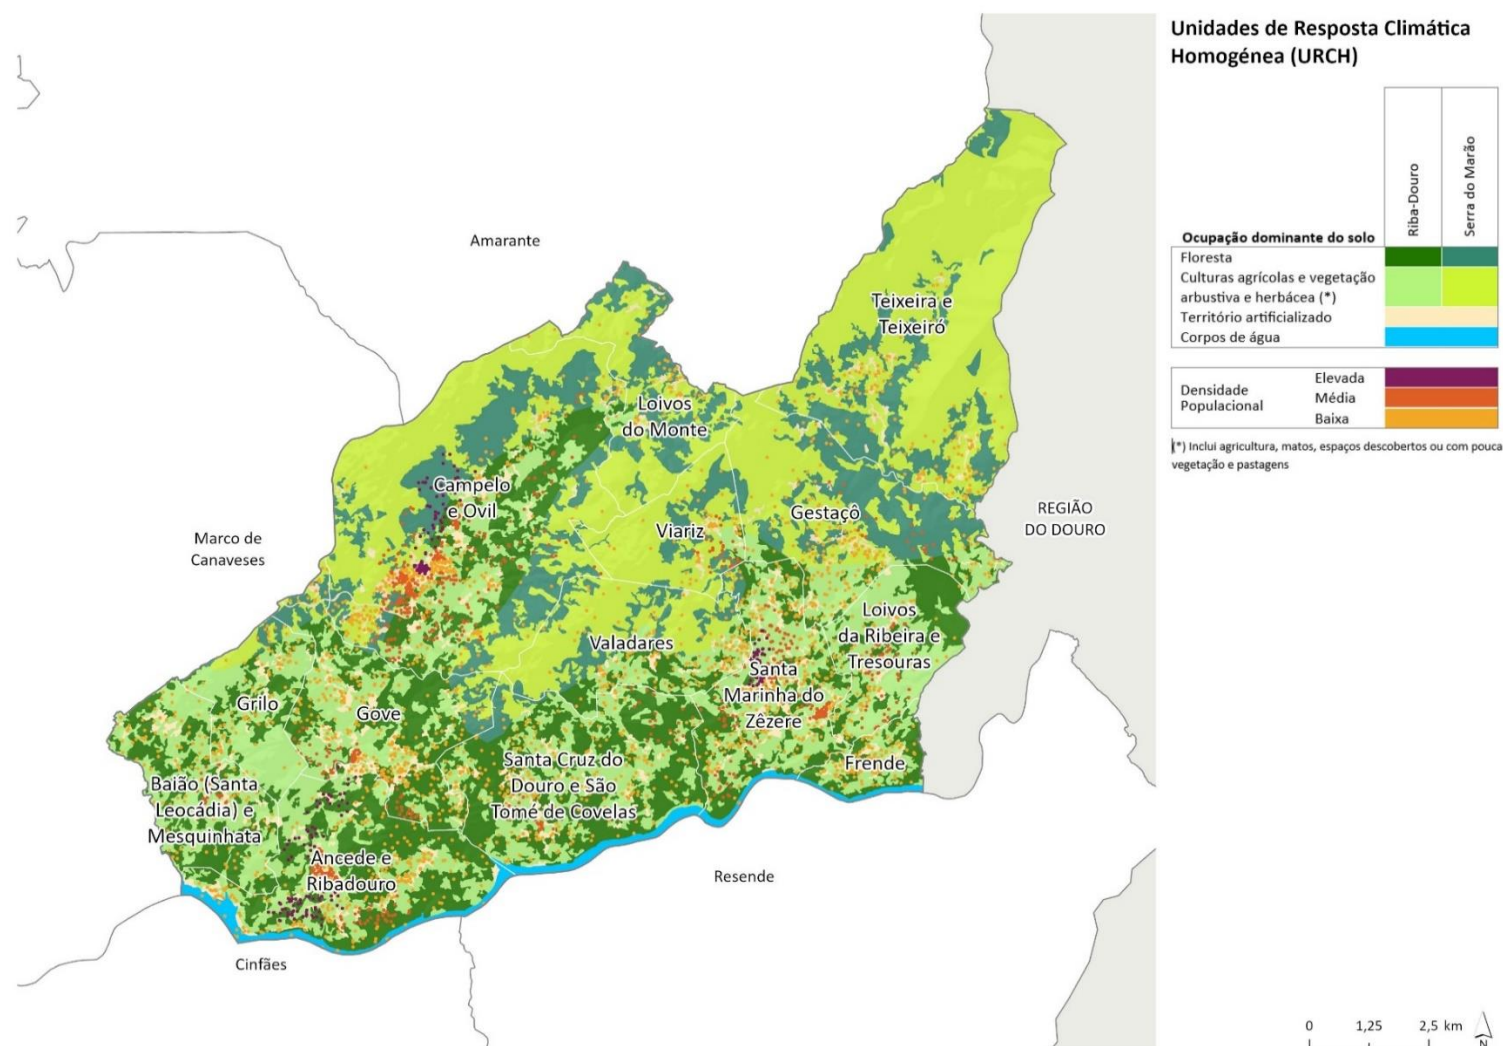 Unidades de Resposta Climática
Homogénea (URCH)
Riba-Douro
Serra do Marão
Ocupação dominante do solo
Floresta
Culturas agrícolas e vegetação
arbustiva e herbácea (*)
Território artificializado
Corpos de água
Densidade
Populacional
Elevada
Média
Baixa
(*) Inclui agricultura, matos, espaços descobertos ou com pouca
vegetação e pastagens
Amarante
Teixeira e
Teixeiró
Loivos
do Monte
Campelo
e Ovil
Viariz
Gestaçô
REGIÃO
DO DOURO
Marco de
Canaveses
Loivos
da Ribeira e
Tresouras
Valadares
Santa
Marinha do
Zêzere
Grilo
Gove
Frende
Santa Cruz do
Douro e São
Tomé de Covelas
Baião (Santa
Leocádia) e
Mesquinhata
Ancede e
Ribadouro
Resende
Cinfães
0 1,25 2,5 km
N